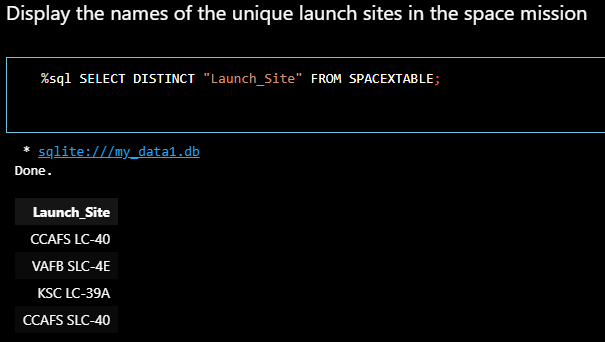 Display the names of the unique launch sites in the space mission
%sql SELECT DISTINCT "Launch_Site" FROM SPACEXTABLE;
* sqlite:///my_data1.db
Done.
Launch_Site
CCAFS LC-40
VAFB SLC-4E
KSC LC-39A
CCAFS SLC-40